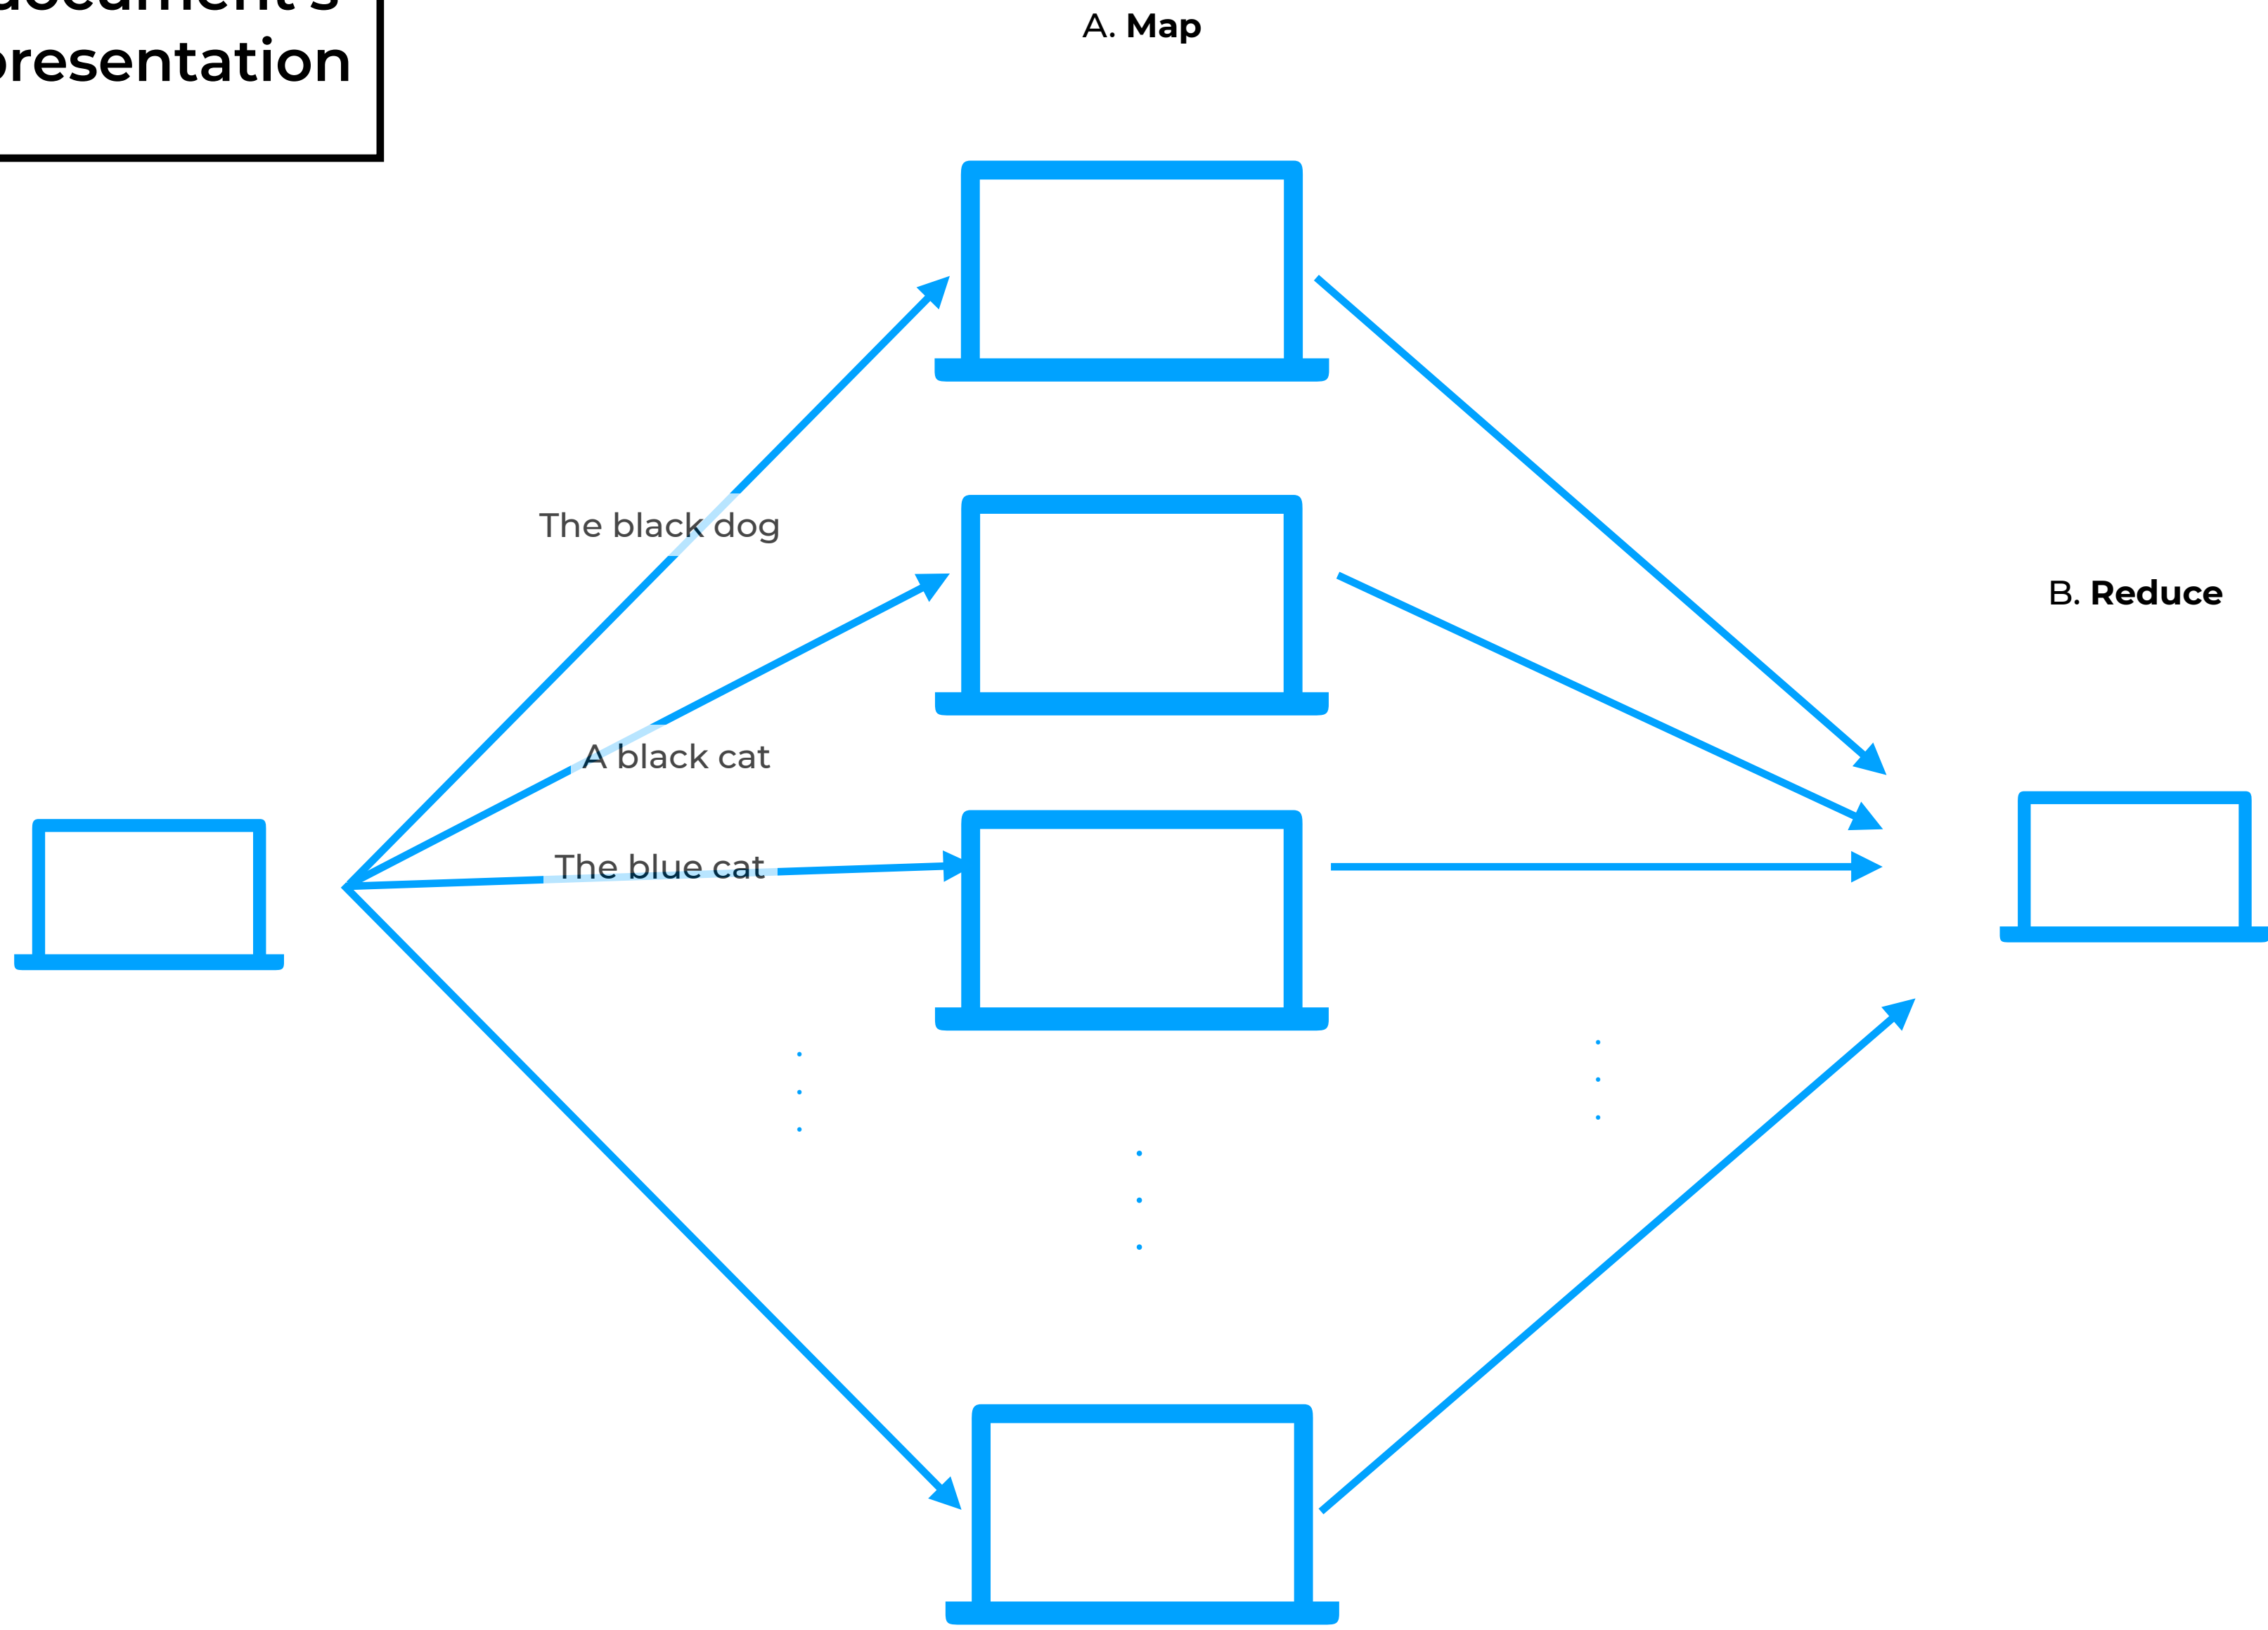 presentation
A. Map
The black dog
B. Reduce
A black cat
The blue cat